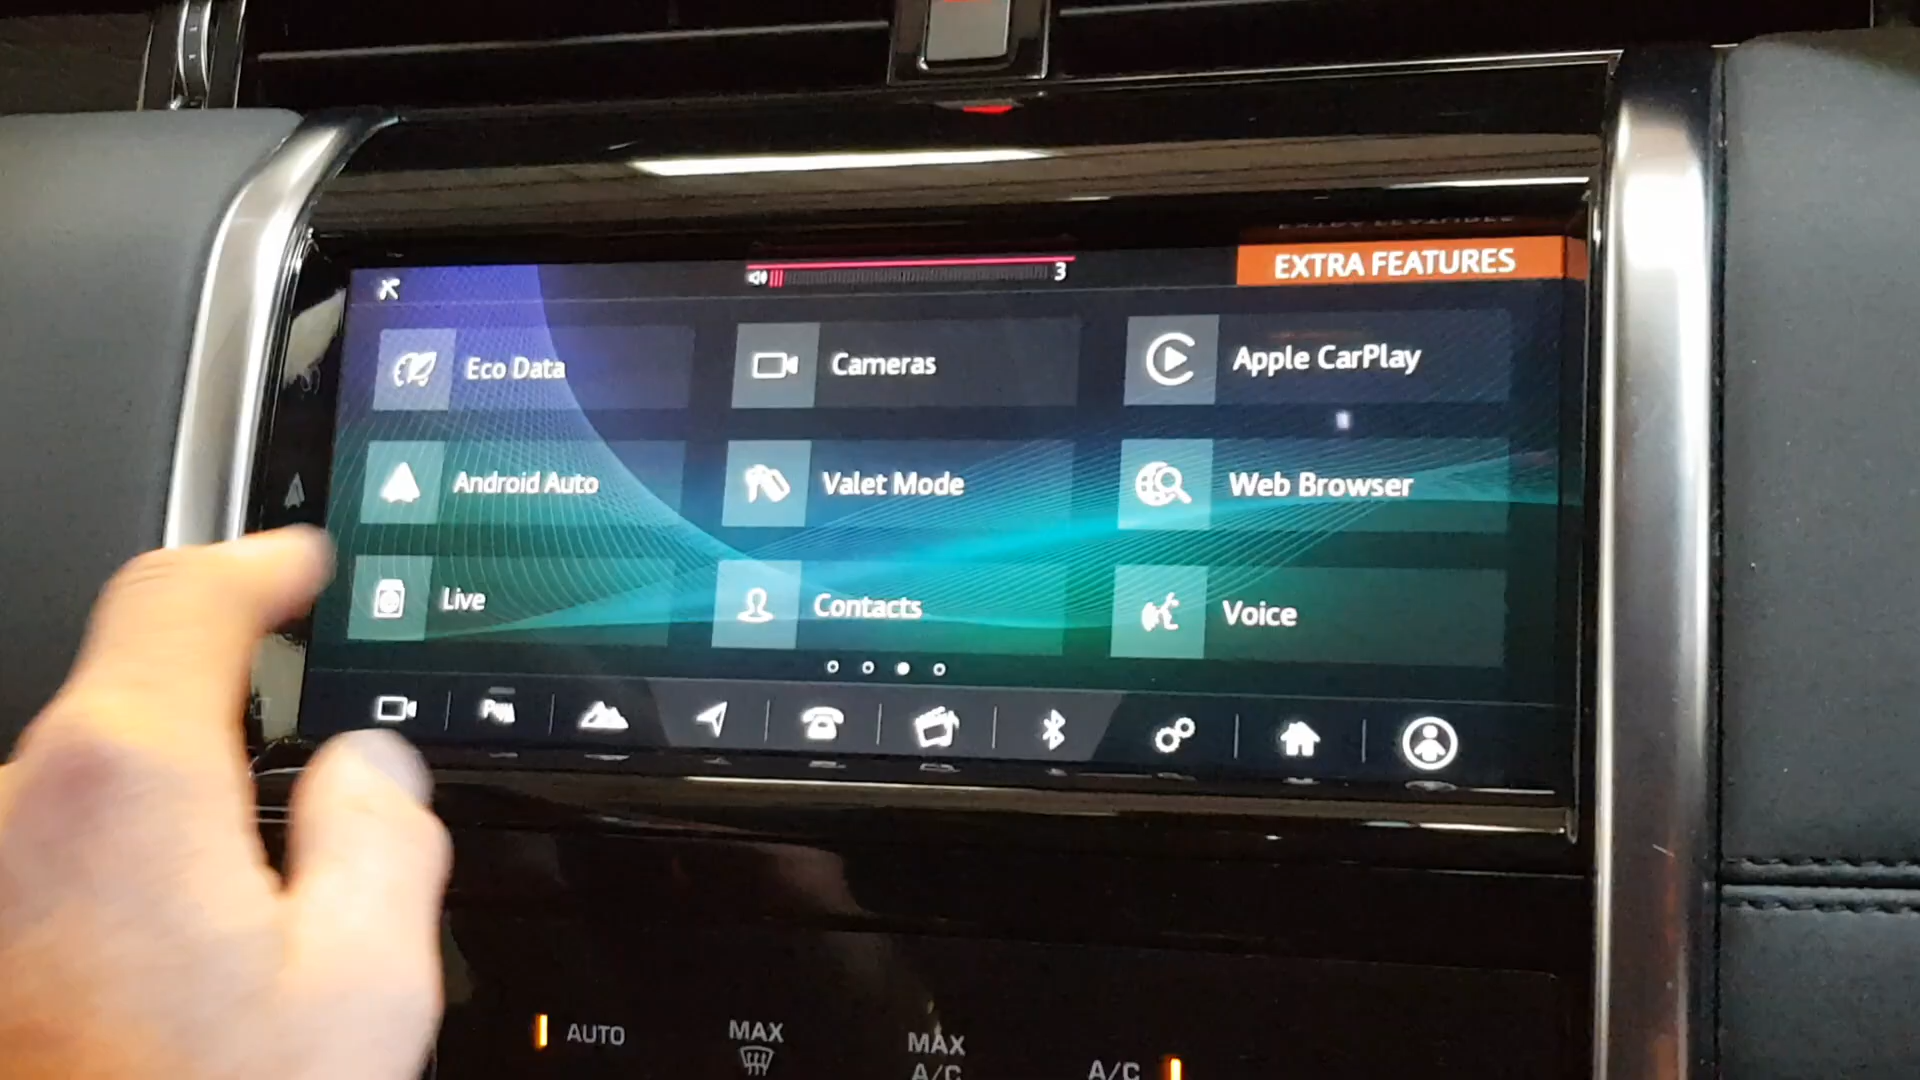 EXTRA FEATURES
3
Eco Data
Cameras
Apple CarPlay
Android Auto
Valet Mode
Web Browser
Live
Contacts
Voice
AUTO
MAX
MAX
A/C
A/C